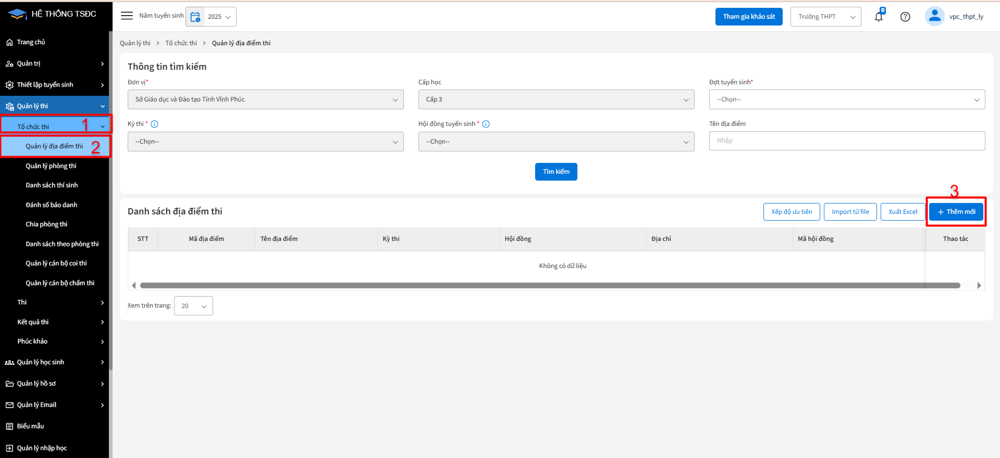 HỆ THỐNG TSĐC
Năm tuyển sinh 2025
Tham gia khảo sát
Trường THPT
0
vpc_thpt_ly
Trang chủ
Quản trị
Thiết lập tuyển sinh
Quản lý thi
Tổ chức thi 1
Quản lý địa điểm thi 2
Quản lý phòng thi
Danh sách thí sinh
Đánh số báo danh
Chia phòng thi
Danh sách theo phòng thi
Quản lý cán bộ coi thi
Quản lý cán bộ chấm thi
Thi
Kết quả thi
Phúc khảo
Quản lý học sinh
Quản lý hồ sơ
Quản lý Email
Biểu mẫu
Quản lý nhập học
Quản lý thi > Tổ chức thi > Quản lý địa điểm thi
Thông tin tìm kiếm
Đơn vị* Cấp học Đợt tuyển sinh*
Sở Giáo dục và Đào tạo Tỉnh Vĩnh Phúc Cấp 3 --Chọn--
Kỳ thi * Hội đồng tuyển sinh * Tên địa điểm
--Chọn-- --Chọn-- Nhập
Tìm kiếm
3
Danh sách địa điểm thi Xếp độ ưu tiên Import từ file Xuất Excel + Thêm mới
STT Mã địa điểm Tên địa điểm Kỳ thi Hội đồng Địa chỉ Mã hội đồng Thao tác
Không có dữ liệu
Xem trên trang: 20